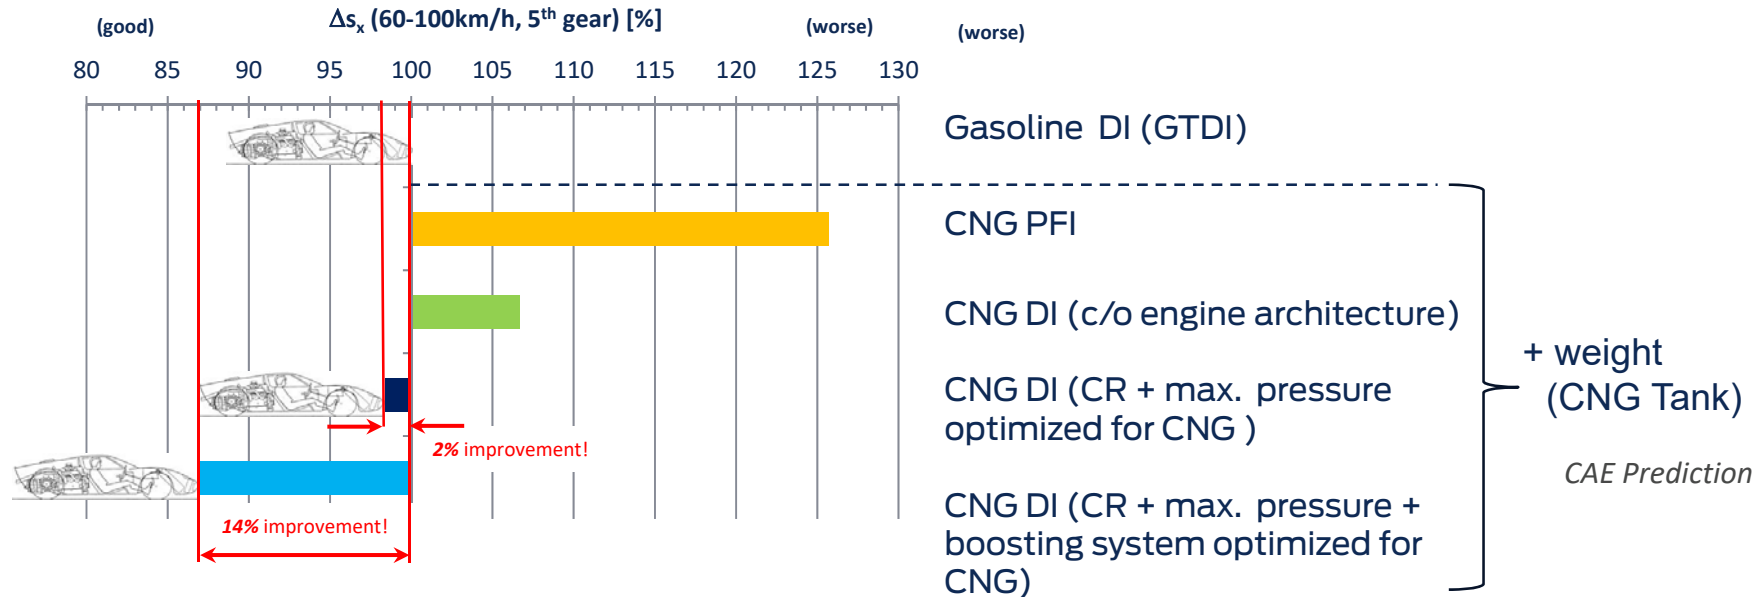 (good)
Δsx (60-100km/h, 5th gear) [%]
(worse)
(worse)
80 85 90 95 100 105 110 115 120 125 130
Gasoline DI (GTDI)
CNG PFI
CNG DI (c/o engine architecture)
CNG DI (CR + max. pressure
optimized for CNG )
2% improvement!
CNG DI (CR + max. pressure +
boosting system optimized for
CNG)
14% improvement!
+ weight
(CNG Tank)
CAE Prediction